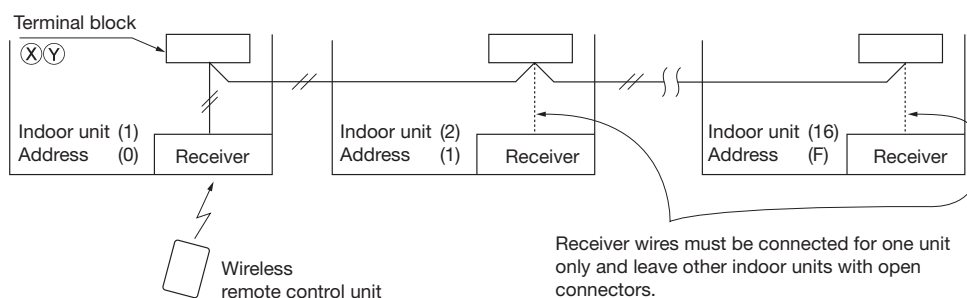 Terminal block
Ⓧ Ⓨ
Indoor unit (1)
Address (0)
Receiver
Indoor unit (2)
Address (1)
Receiver
Indoor unit (16)
Address (F)
Receiver
Wireless
remote control unit
Receiver wires must be connected for one unit
only and leave other indoor units with open
connectors.